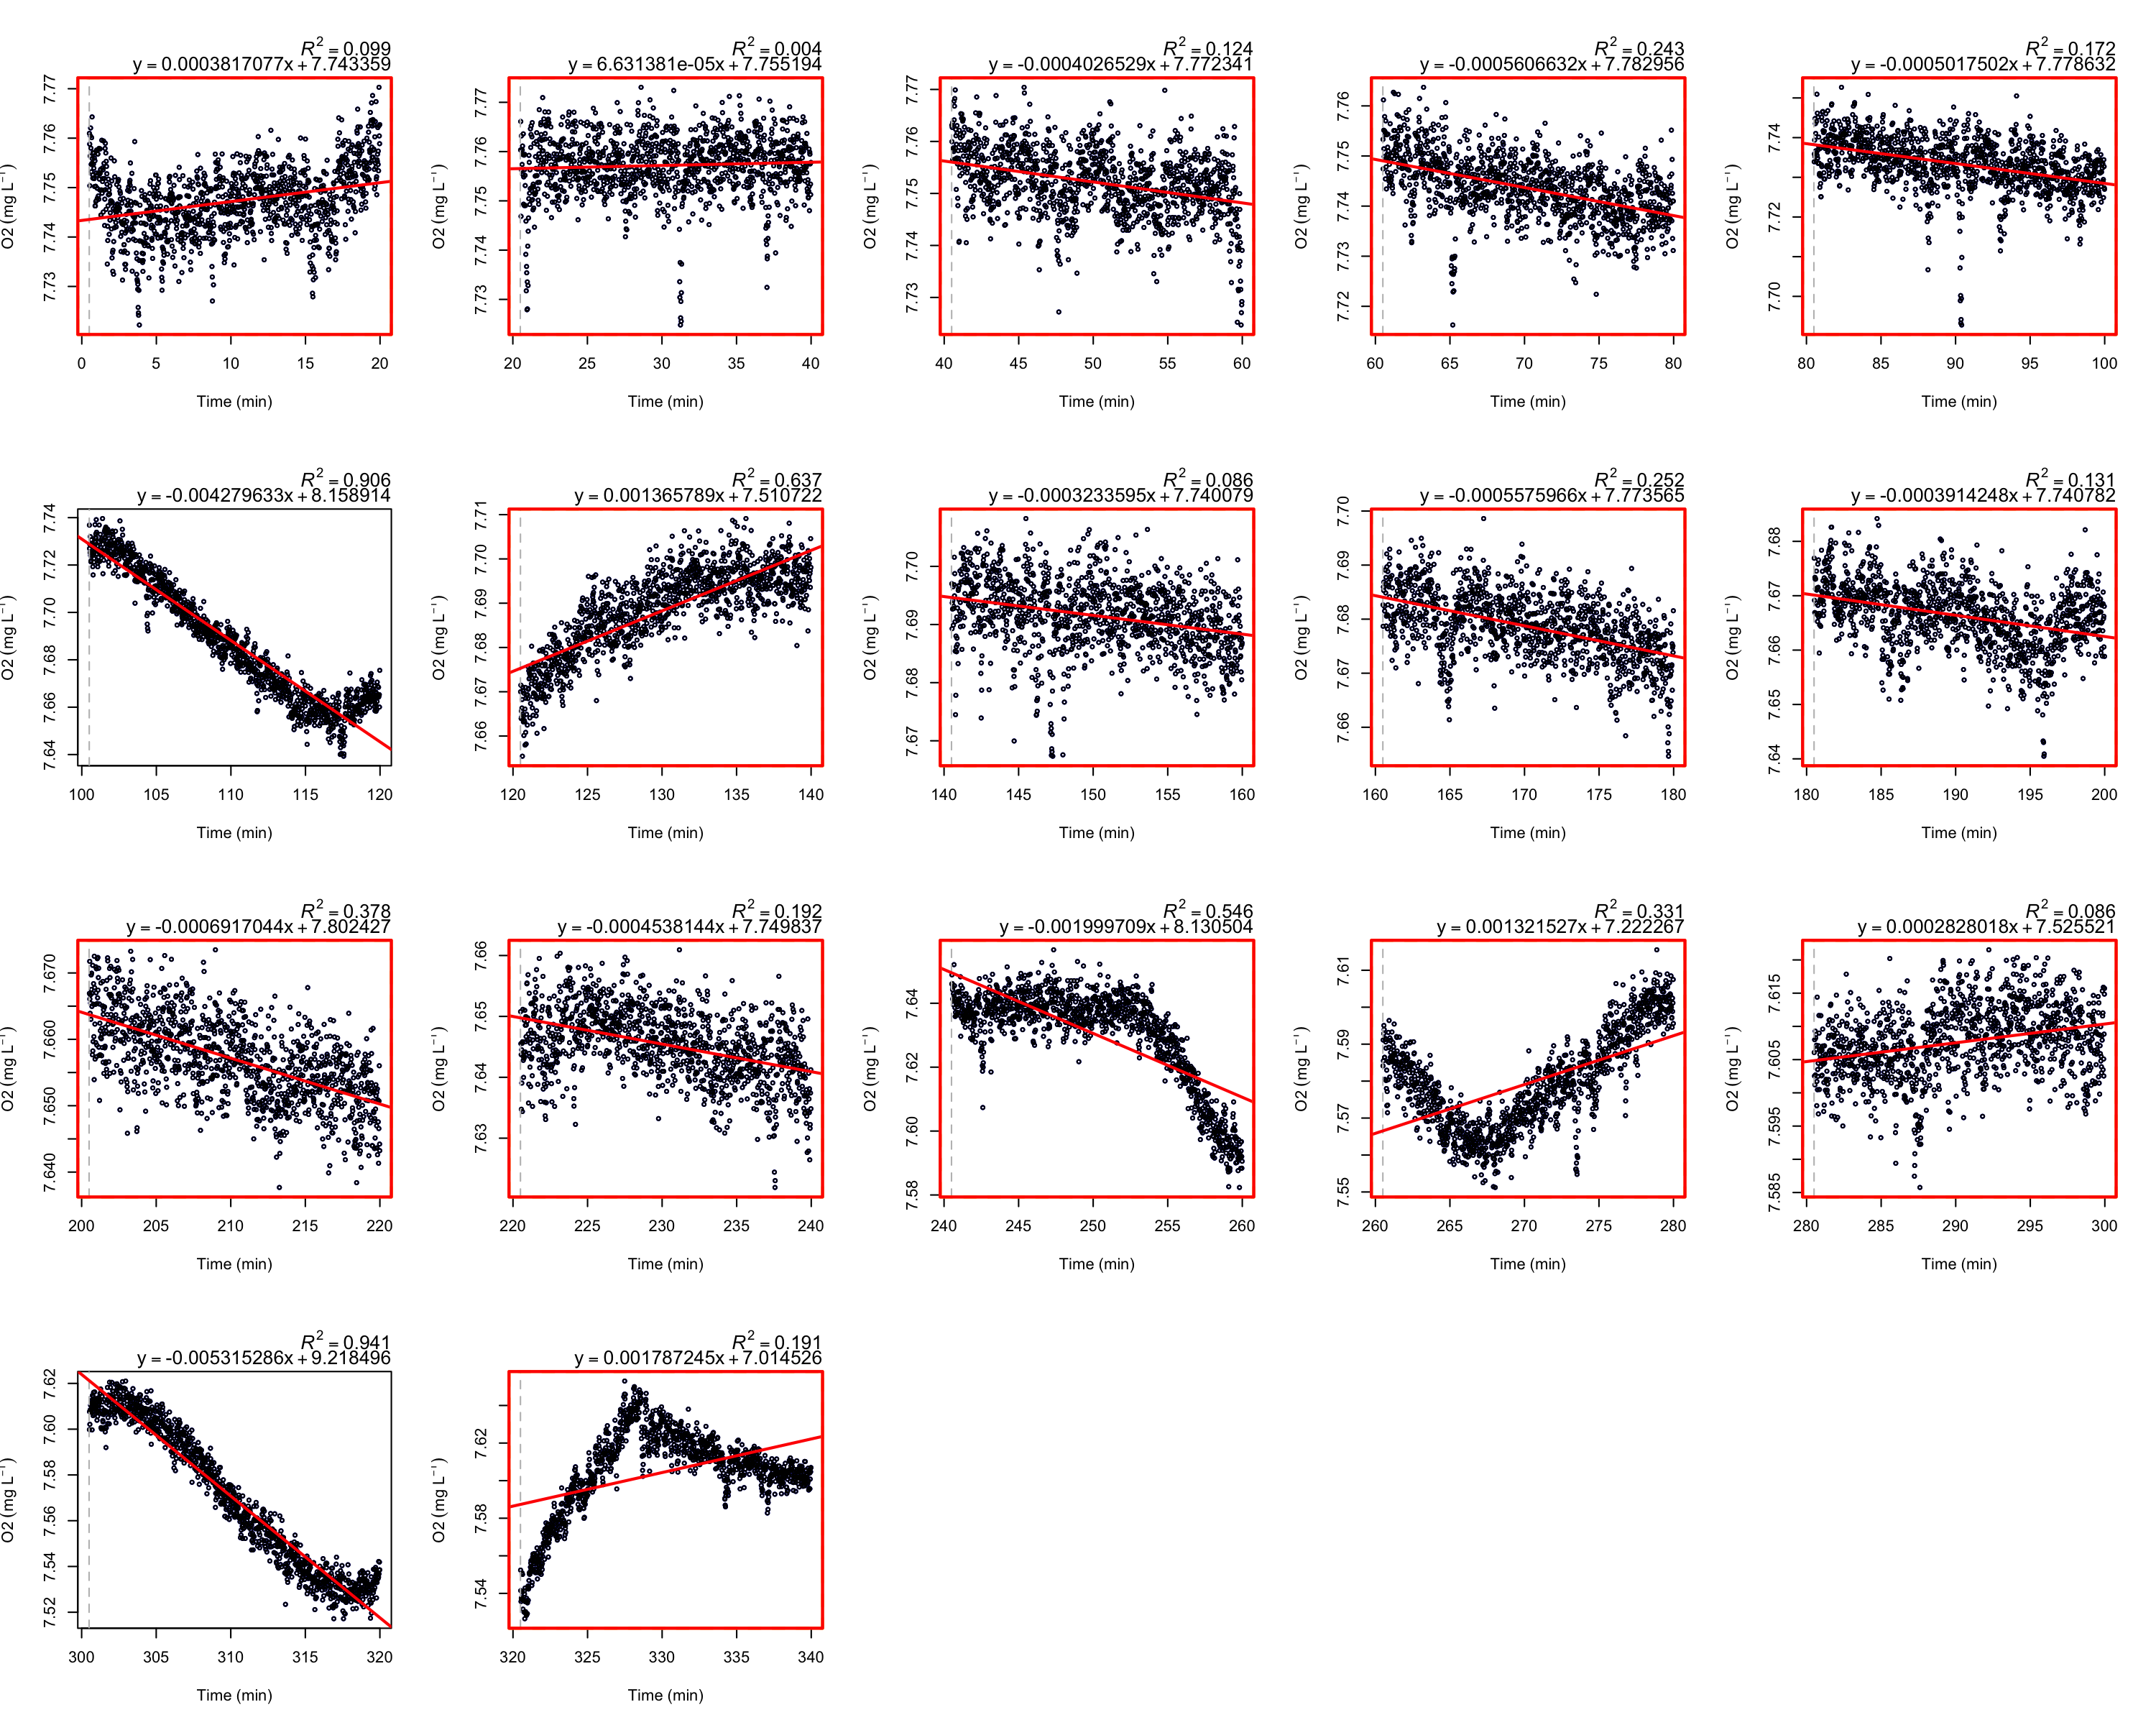 R² = 0.099
y = 0.0003817077x + 7.743359
O2 (mg L⁻¹)
7.77
7.76
7.75
7.74
7.73
0 5 10 15 20
Time (min)
R² = 0.004
y = 6.631381e-05x + 7.755194
O2 (mg L⁻¹)
7.77
7.76
7.75
7.74
7.73
20 25 30 35 40
Time (min)
R² = 0.124
y = -0.0004026529x + 7.772341
O2 (mg L⁻¹)
7.77
7.76
7.75
7.74
7.73
40 45 50 55 60
Time (min)
R² = 0.243
y = -0.0005606632x + 7.782956
O2 (mg L⁻¹)
7.76
7.75
7.74
7.73
7.72
60 65 70 75 80
Time (min)
R² = 0.172
y = -0.0005017502x + 7.778632
O2 (mg L⁻¹)
7.74
7.72
7.70
80 85 90 95 100
Time (min)
R² = 0.906
y = -0.004279633x + 8.158914
O2 (mg L⁻¹)
7.74
7.72
7.70
7.68
7.66
7.64
100 105 110 115 120
Time (min)
R² = 0.637
y = 0.001365789x + 7.510722
O2 (mg L⁻¹)
7.71
7.70
7.69
7.68
7.67
7.66
120 125 130 135 140
Time (min)
R² = 0.086
y = -0.0003233595x + 7.740079
O2 (mg L⁻¹)
7.70
7.69
7.68
7.67
140 145 150 155 160
Time (min)
R² = 0.252
y = -0.0005575966x + 7.773565
O2 (mg L⁻¹)
7.70
7.69
7.68
7.67
7.66
160 165 170 175 180
Time (min)
R² = 0.131
y = -0.0003914248x + 7.740782
O2 (mg L⁻¹)
7.68
7.67
7.66
7.65
7.64
180 185 190 195 200
Time (min)
R² = 0.378
y = -0.0006917044x + 7.802427
O2 (mg L⁻¹)
7.670
7.660
7.650
7.640
200 205 210 215 220
Time (min)
R² = 0.192
y = -0.0004538144x + 7.749837
O2 (mg L⁻¹)
7.66
7.65
7.64
7.63
220 225 230 235 240
Time (min)
R² = 0.546
y = -0.001999709x + 8.130504
O2 (mg L⁻¹)
7.64
7.62
7.60
7.58
240 245 250 255 260
Time (min)
R² = 0.331
y = 0.001321527x + 7.222267
O2 (mg L⁻¹)
7.61
7.59
7.57
7.55
260 265 270 275 280
Time (min)
R² = 0.086
y = 0.0002828018x + 7.525521
O2 (mg L⁻¹)
7.615
7.605
7.595
7.585
280 285 290 295 300
Time (min)
R² = 0.941
y = -0.005315286x + 9.218496
O2 (mg L⁻¹)
7.62
7.60
7.58
7.56
7.54
7.52
300 305 310 315 320
Time (min)
R² = 0.191
y = 0.001787245x + 7.014526
O2 (mg L⁻¹)
7.62
7.58
7.54
320 325 330 335 340
Time (min)